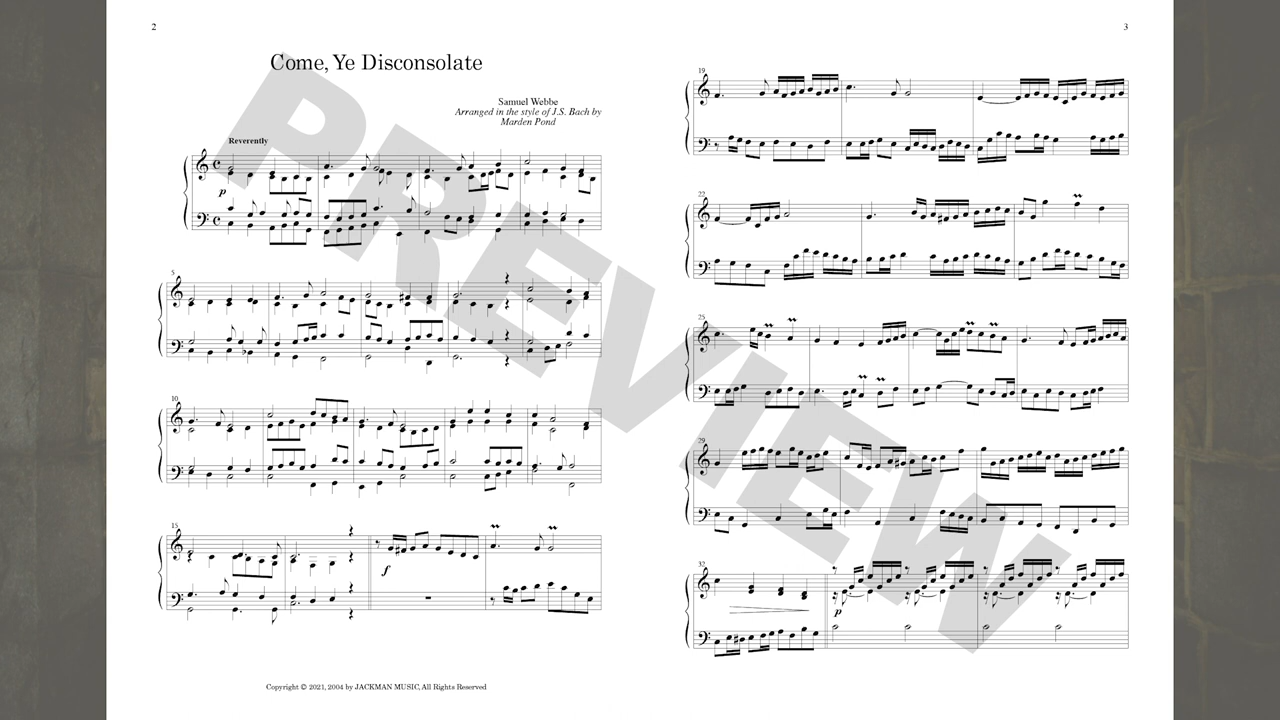 2
Come, Ye Disconsolate
Samuel Webbe
Arranged in the style of J.S. Bach by
Marden Pond
Reverently
p
5
10
15
f
Copyright © 2021, 2004 by JACKMAN MUSIC, All Rights Reserved
3
19
22
25
29
32
p
PREVIEW